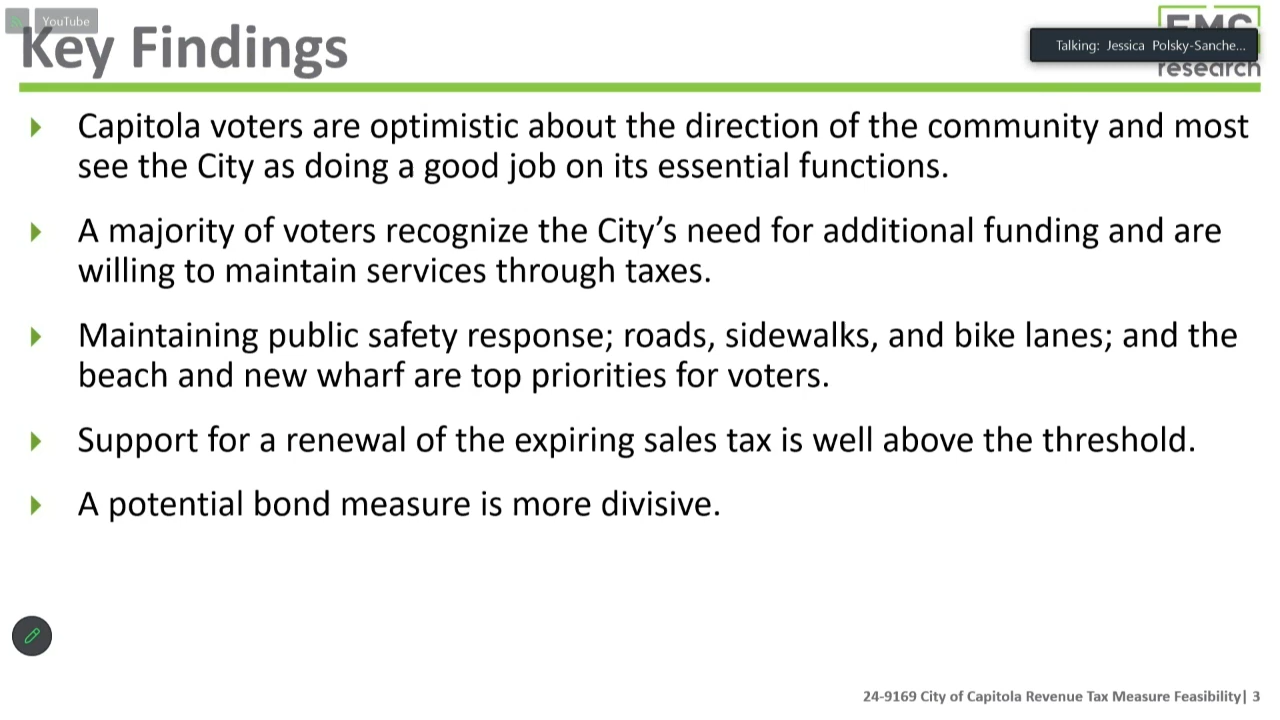 YouTube
Key Findings
EMC
research
Talking: Jessica Polsky-Sanche...
Capitola voters are optimistic about the direction of the community and most
see the City as doing a good job on its essential functions.
A majority of voters recognize the City’s need for additional funding and are
willing to maintain services through taxes.
Maintaining public safety response; roads, sidewalks, and bike lanes; and the
beach and new wharf are top priorities for voters.
Support for a renewal of the expiring sales tax is well above the threshold.
A potential bond measure is more divisive.
24-9169 City of Capitola Revenue Tax Measure Feasibility| 3